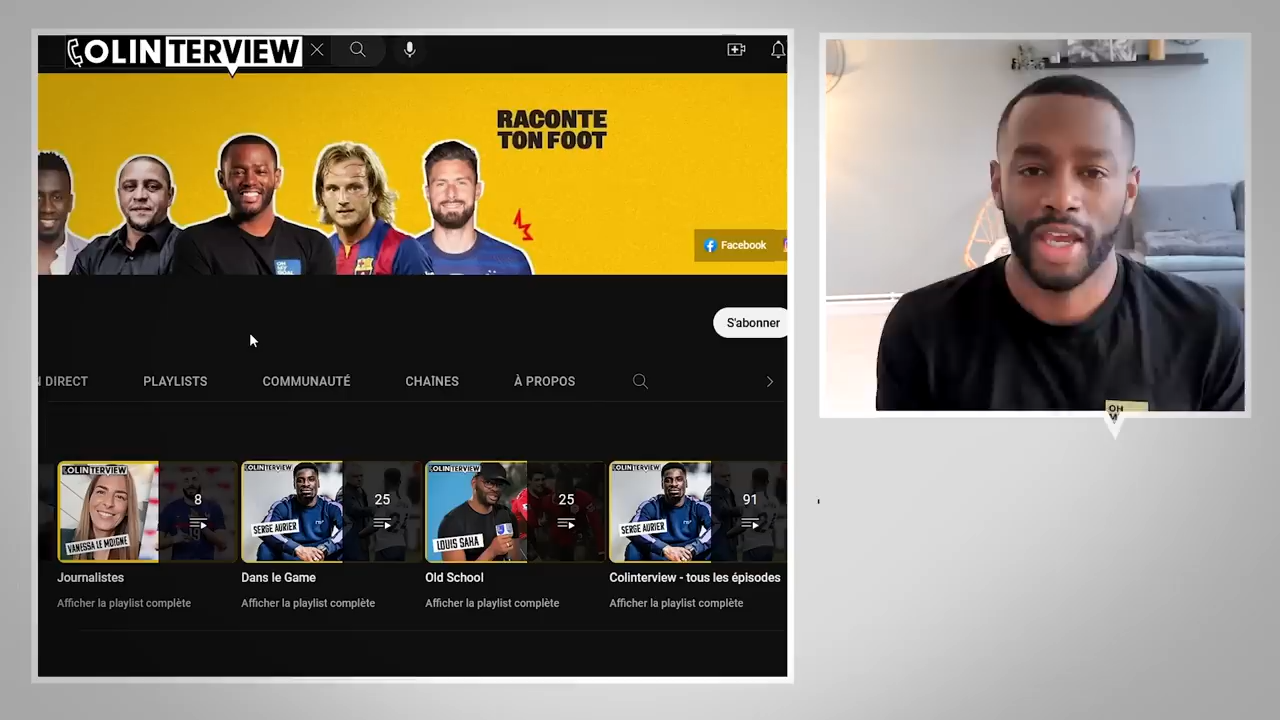 COLINTERVIEW
RACONTE
TON FOOT
Facebook
S'abonner
N DIRECT
PLAYLISTS
COMMUNAUTÉ
CHAÎNES
À PROPOS
COLINTERVIEW
VANESSA LE MOIGNE
8
COLINTERVIEW
SERGE AURIER
25
COLINTERVIEW
LOUIS SAHA
25
COLINTERVIEW
SERGE AURIER
91
Journalistes
Dans le Game
Old School
Colinterview - tous les épisodes
Afficher la playlist complète
Afficher la playlist complète
Afficher la playlist complète
Afficher la playlist complète
OH